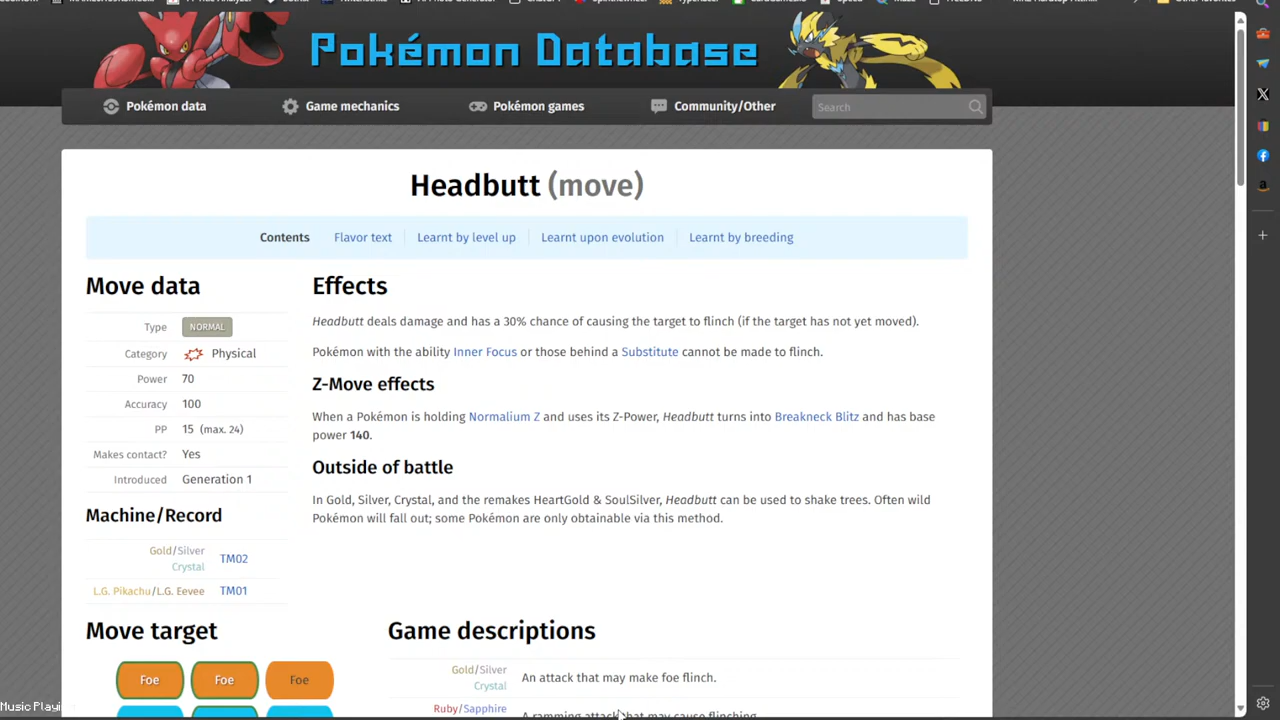 Pokémon Database
Pokémon data
Game mechanics
Pokémon games
Community/Other
Search
Headbutt (move)
Contents Flavor text Learnt by level up Learnt upon evolution Learnt by breeding
Move data
Type NORMAL
Category Physical
Power 70
Accuracy 100
PP 15 (max. 24)
Makes contact? Yes
Introduced Generation 1
Machine/Record
Gold/Silver
Crystal
TM02
L.G. Pikachu/L.G. Eevee TM01
Move target
Foe Foe Foe
Effects
Headbutt deals damage and has a 30% chance of causing the target to flinch (if the target has not yet moved).
Pokémon with the ability Inner Focus or those behind a Substitute cannot be made to flinch.
Z-Move effects
When a Pokémon is holding Normalium Z and uses its Z-Power, Headbutt turns into Breakneck Blitz and has base
power 140.
Outside of battle
In Gold, Silver, Crystal, and the remakes HeartGold & SoulSilver, Headbutt can be used to shake trees. Often wild
Pokémon will fall out; some Pokémon are only obtainable via this method.
Game descriptions
Gold/Silver
Crystal
An attack that may make foe flinch.
Ruby/Sapphire
A ramming attack that may cause flinching.
Music Playi